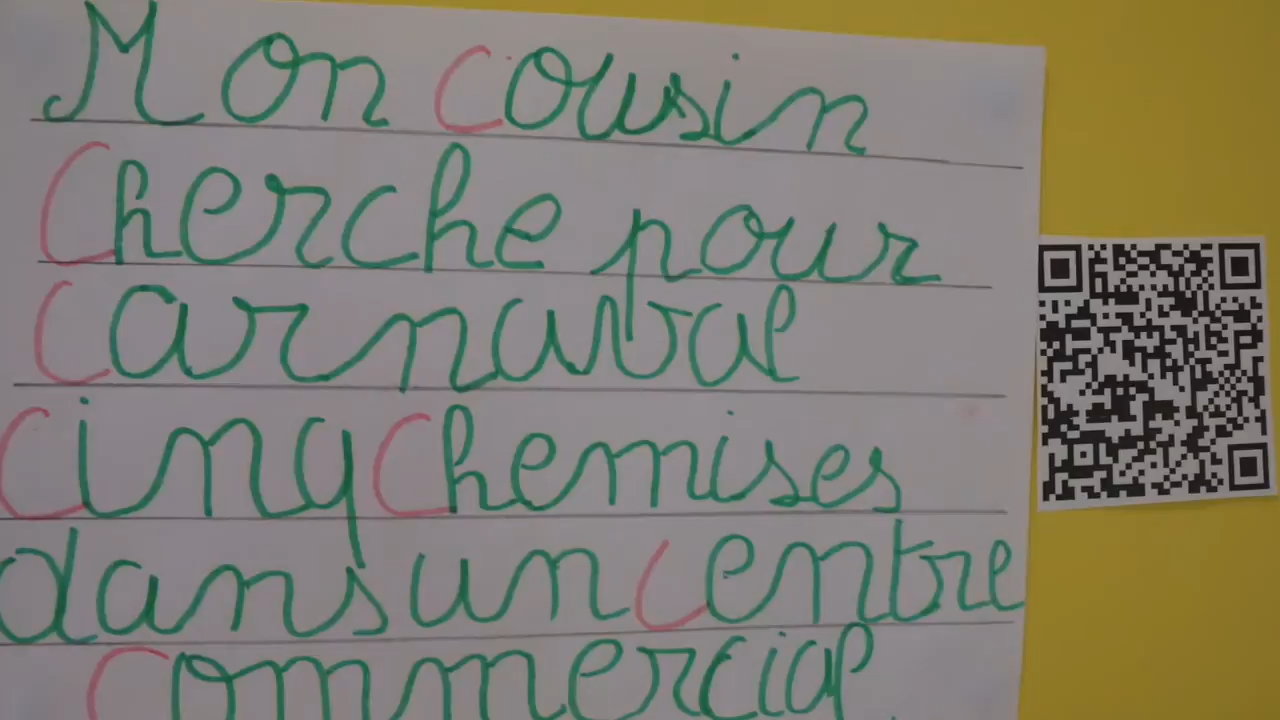 Mon cousin
Cherche pour
Carnaval
Cinq Chemises
dans un Centre
Commercial